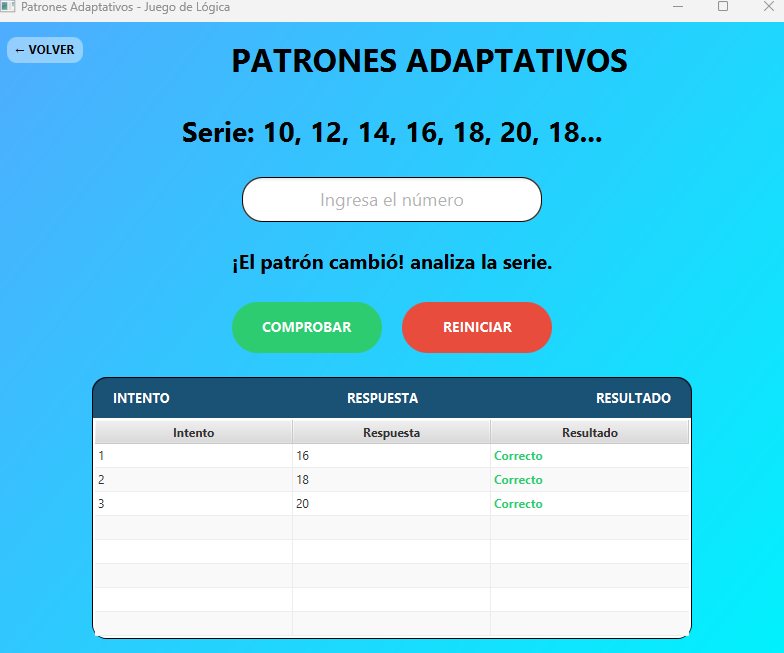 Patrones Adaptativos - Juego de Lógica
← VOLVER
PATRONES ADAPTATIVOS
Serie: 10, 12, 14, 16, 18, 20, 18...
Ingresa el número
¡El patrón cambió! analiza la serie.
COMPROBAR REINICIAR
INTENTO RESPUESTA RESULTADO
Intento Respuesta Resultado
1 16 Correcto
2 18 Correcto
3 20 Correcto